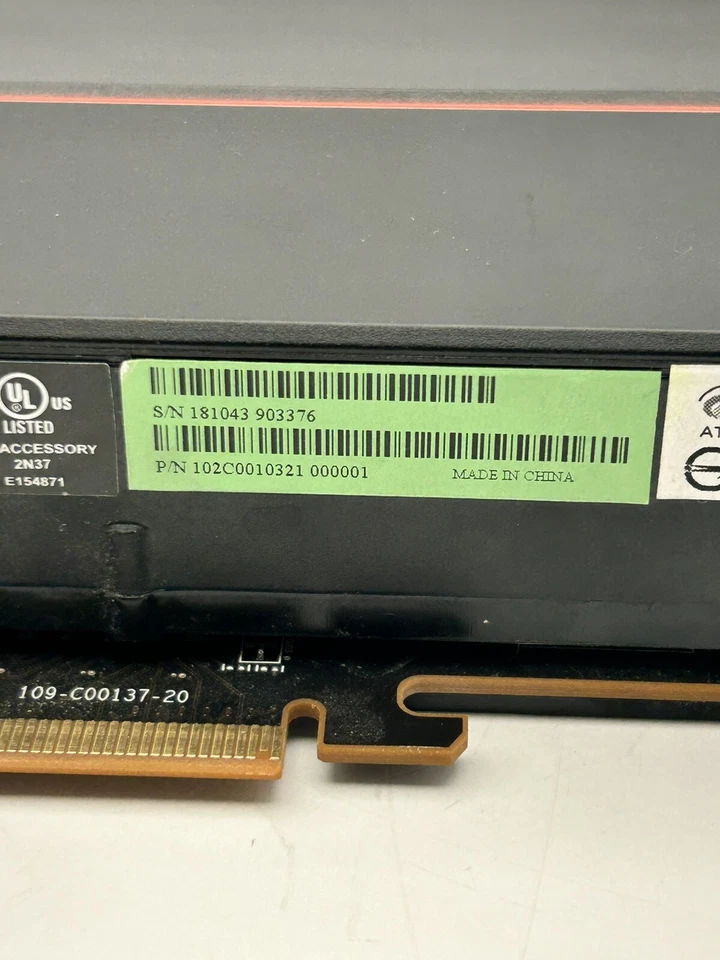 UL US
LISTED
ACCESSORY
2N37
E154871
S/N 181043 903376
P/N 102C0010321 000001
MADE IN CHINA
AT
109-C00137-20